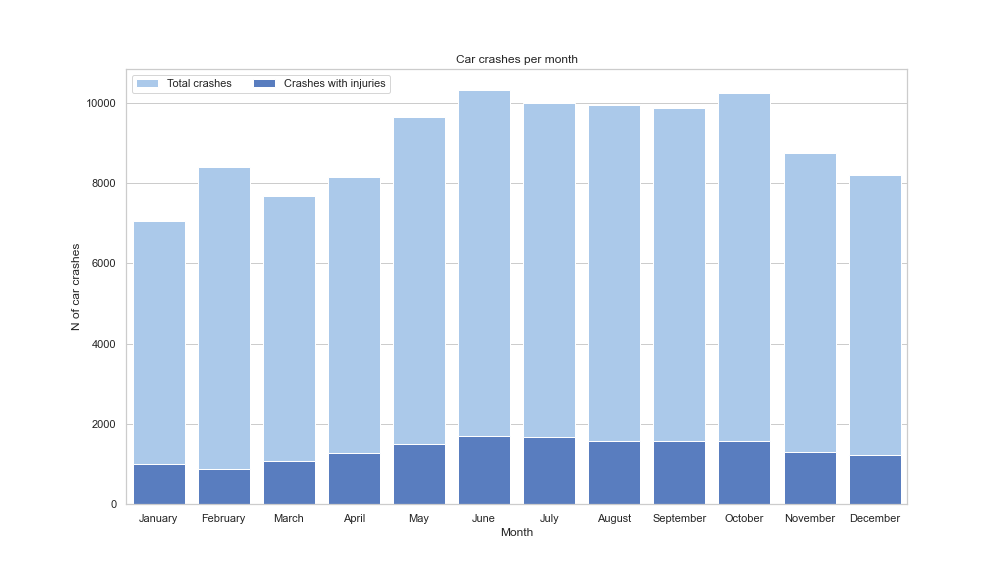 Car crashes per month
Total crashes Crashes with injuries
10000
8000
6000
4000
2000
0
N of car crashes
January February March April May June July August September October November December
Month